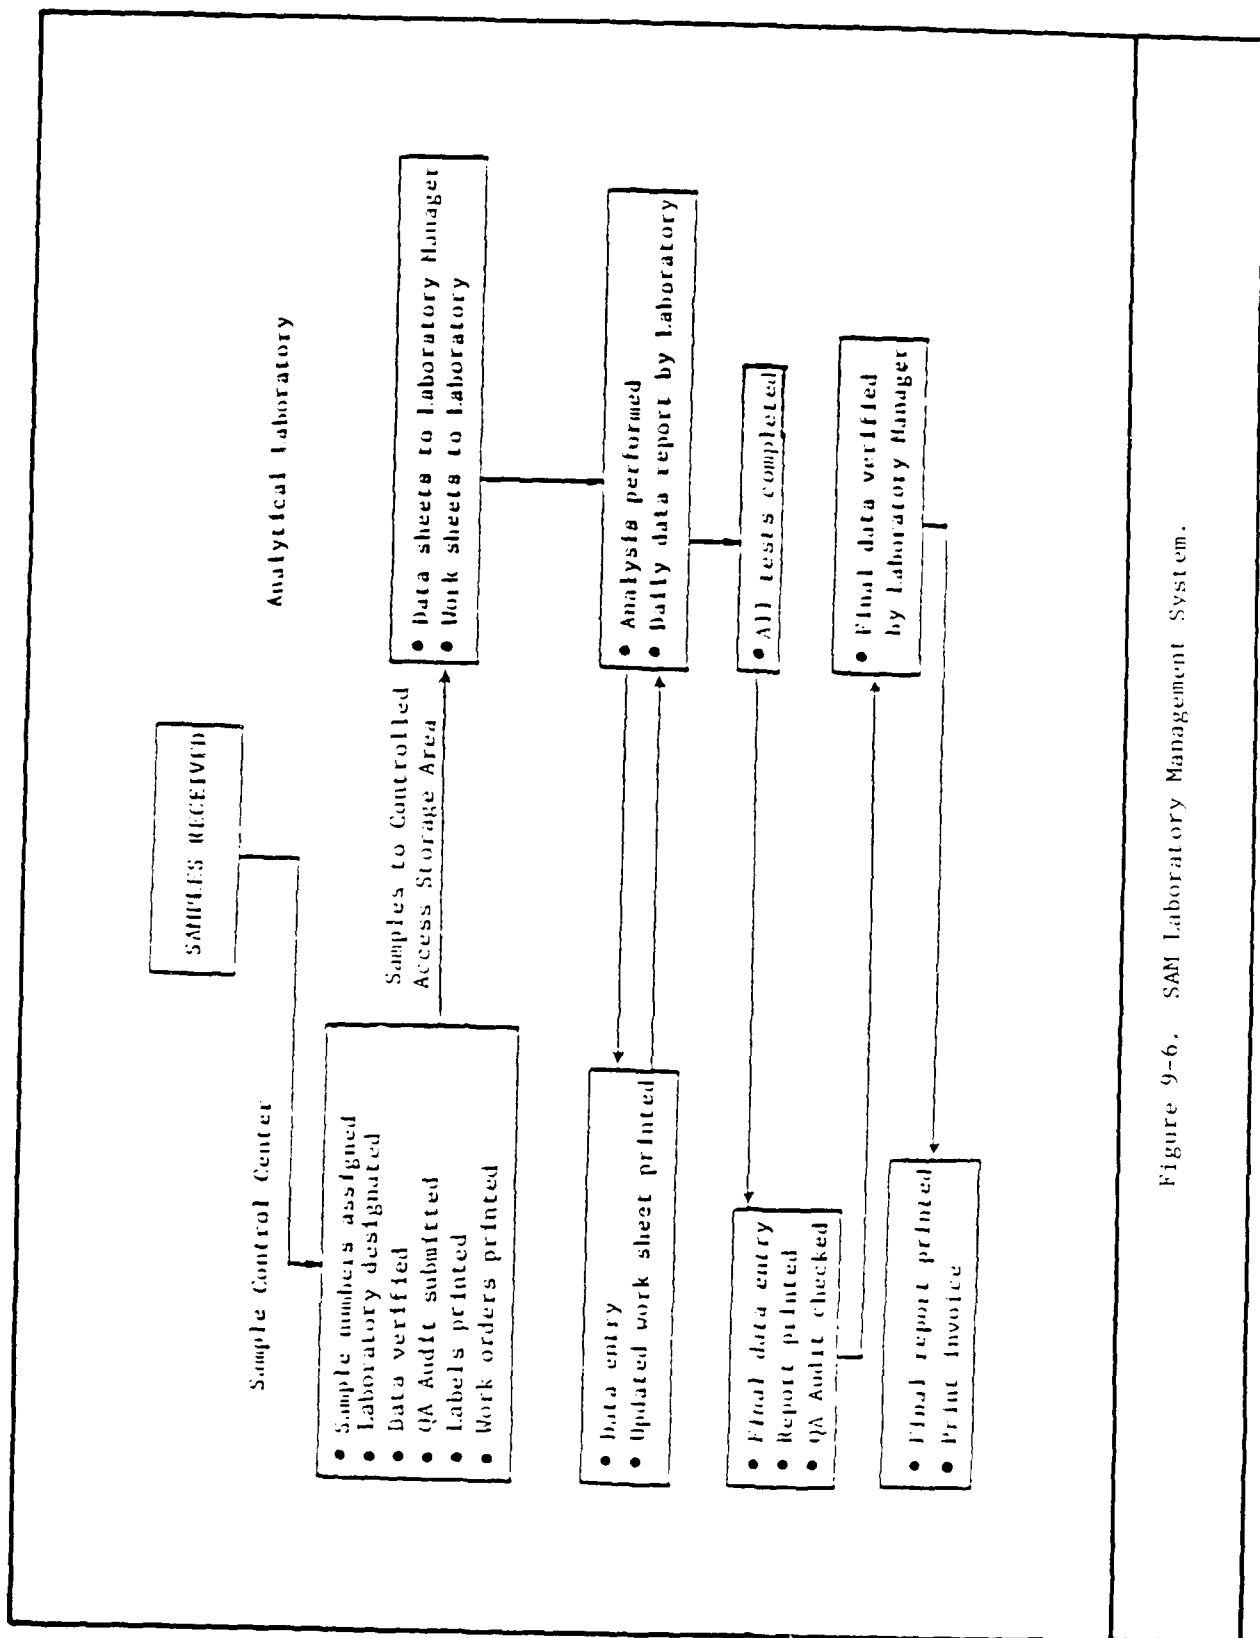 SAMPLES RECEIVED
Sample Control Center
Analytical Laboratory
● Sample numbers assigned
● Laboratory designated
● Data verified
● QA Audit submitted
● Labels printed
● Work orders printed
Samples to Controlled
Access Storage Area
● Data sheets to Laboratory Manager
● Work sheets to Laboratory
● Data entry
● Updated work sheet printed
● Analysis performed
● Daily data report by Laboratory
● All tests completed
● Final data entry
● Report printed
● QA Audit checked
● Final data verified
by Laboratory Manager
● Final report printed
● Print invoice
Figure 9-6. SAM Laboratory Management System.